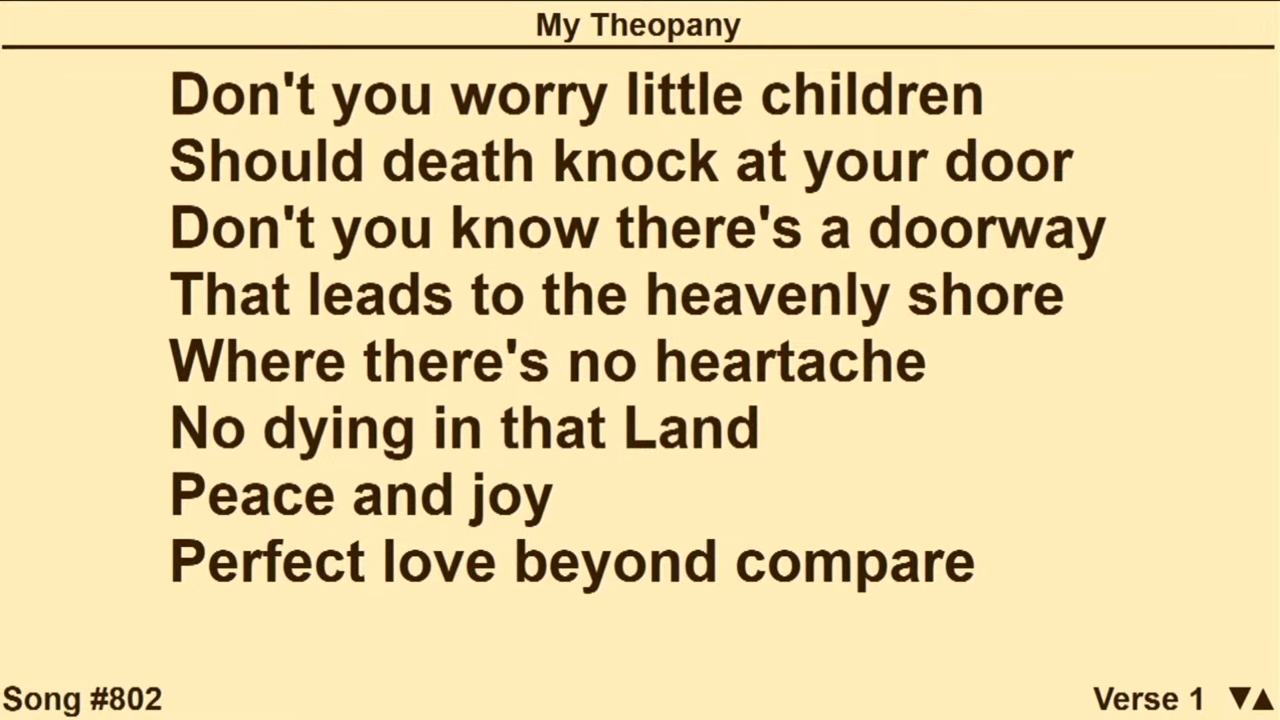 My Theopany
Don't you worry little children
Should death knock at your door
Don't you know there's a doorway
That leads to the heavenly shore
Where there's no heartache
No dying in that Land
Peace and joy
Perfect love beyond compare
Song #802
Verse 1 ▼▲